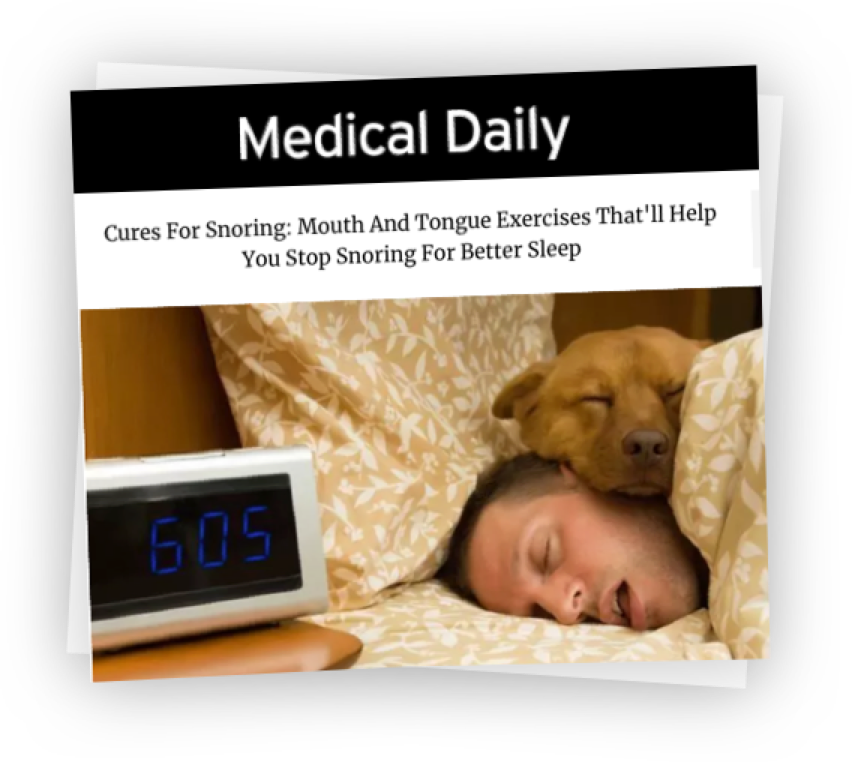 Medical Daily
Cures For Snoring: Mouth And Tongue Exercises That'll Help
You Stop Snoring For Better Sleep
605